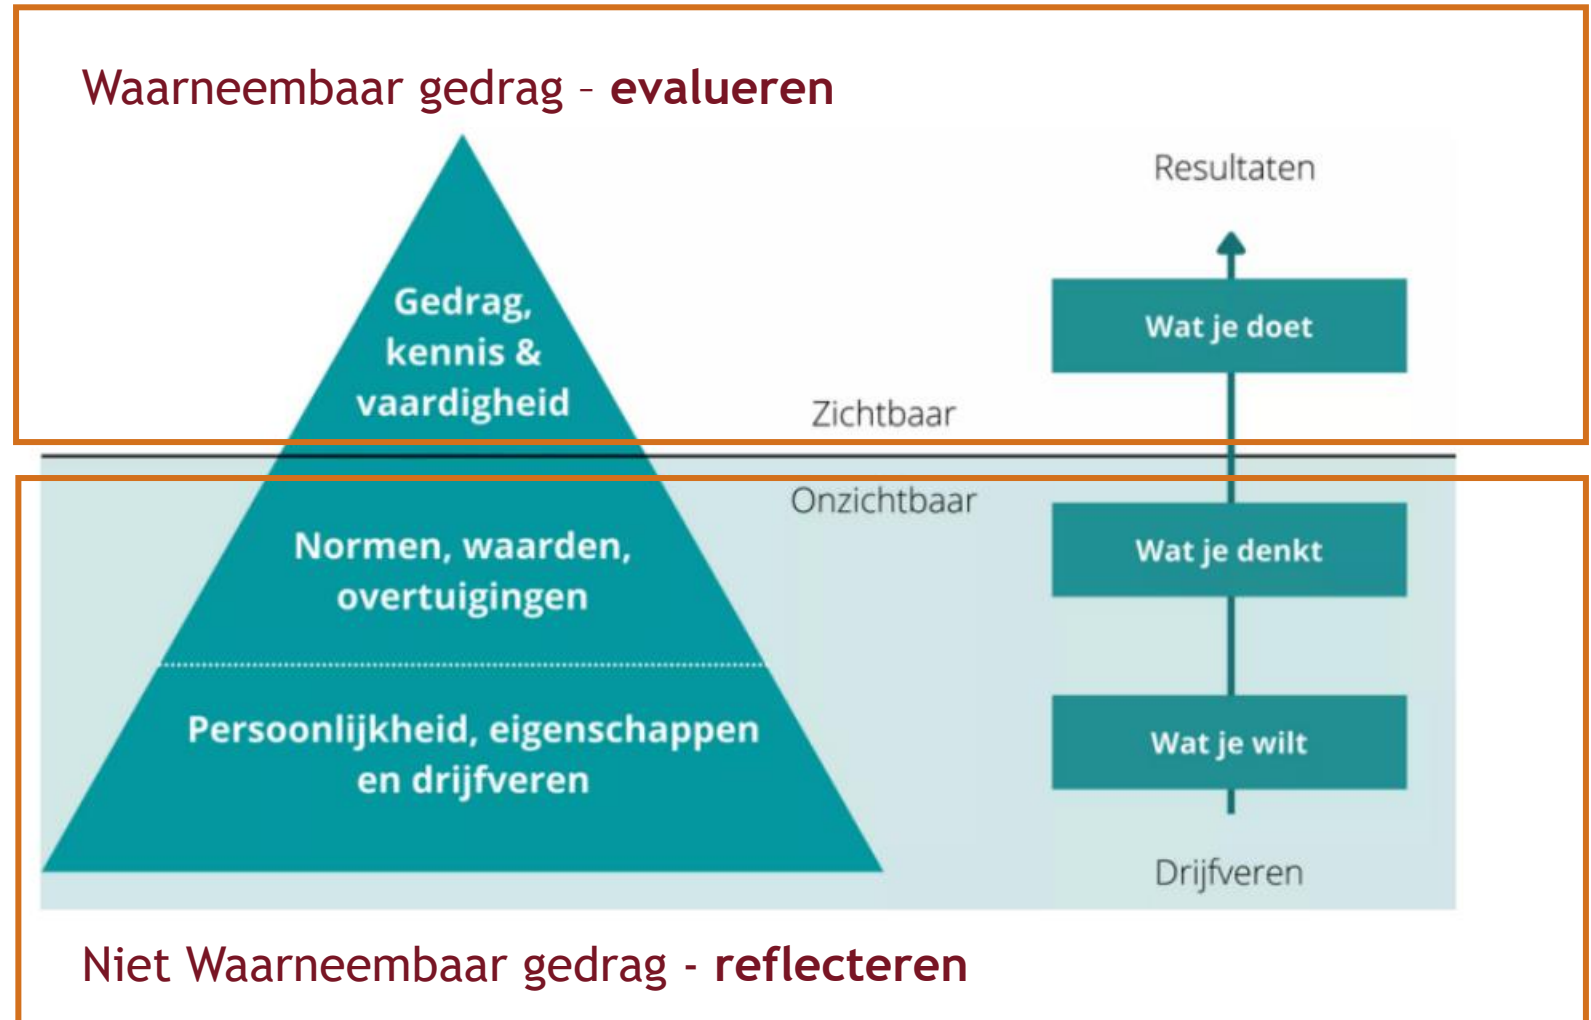 Waarneembaar gedrag – evalueren
Resultaten
Gedrag,
kennis &
vaardigheid
Wat je doet
Zichtbaar
Onzichtbaar
Normen, waarden,
overtuigingen
Wat je denkt
Persoonlijkheid, eigenschappen
en drijfveren
Wat je wilt
Drijfveren
Niet Waarneembaar gedrag - reflecteren